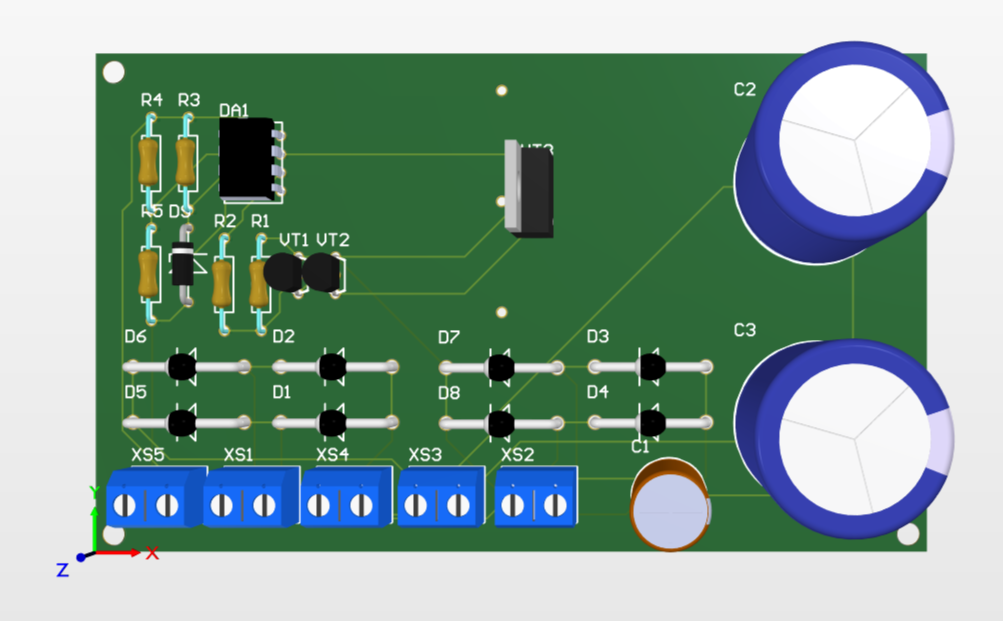 C2
R4 R3
DA1
R5 D9
R2 R1
VT1 VT2
C3
D6 D2 D7 D3
D5 D1 D8 D4
C1
XS5 XS1 XS4 XS3 XS2
Y
X
Z